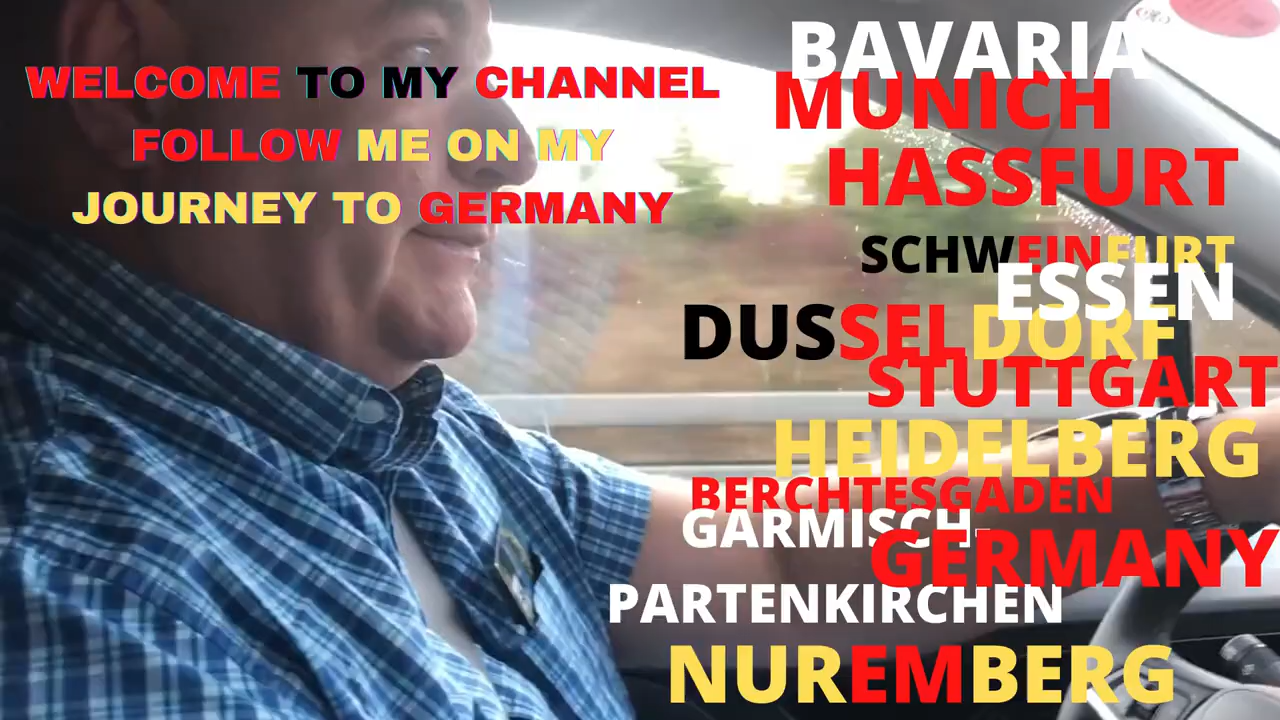 WELCOME TO MY CHANNEL
FOLLOW ME ON MY
JOURNEY TO GERMANY
BAVARIA
MUNICH
HASSFURT
SCHWEINFURT
ESSEN
DUSSELDORF
STUTTGART
HEIDELBERG
BERCHTESGADEN
GARMISCH-
GERMANY
PARTENKIRCHEN
NUREMBERG